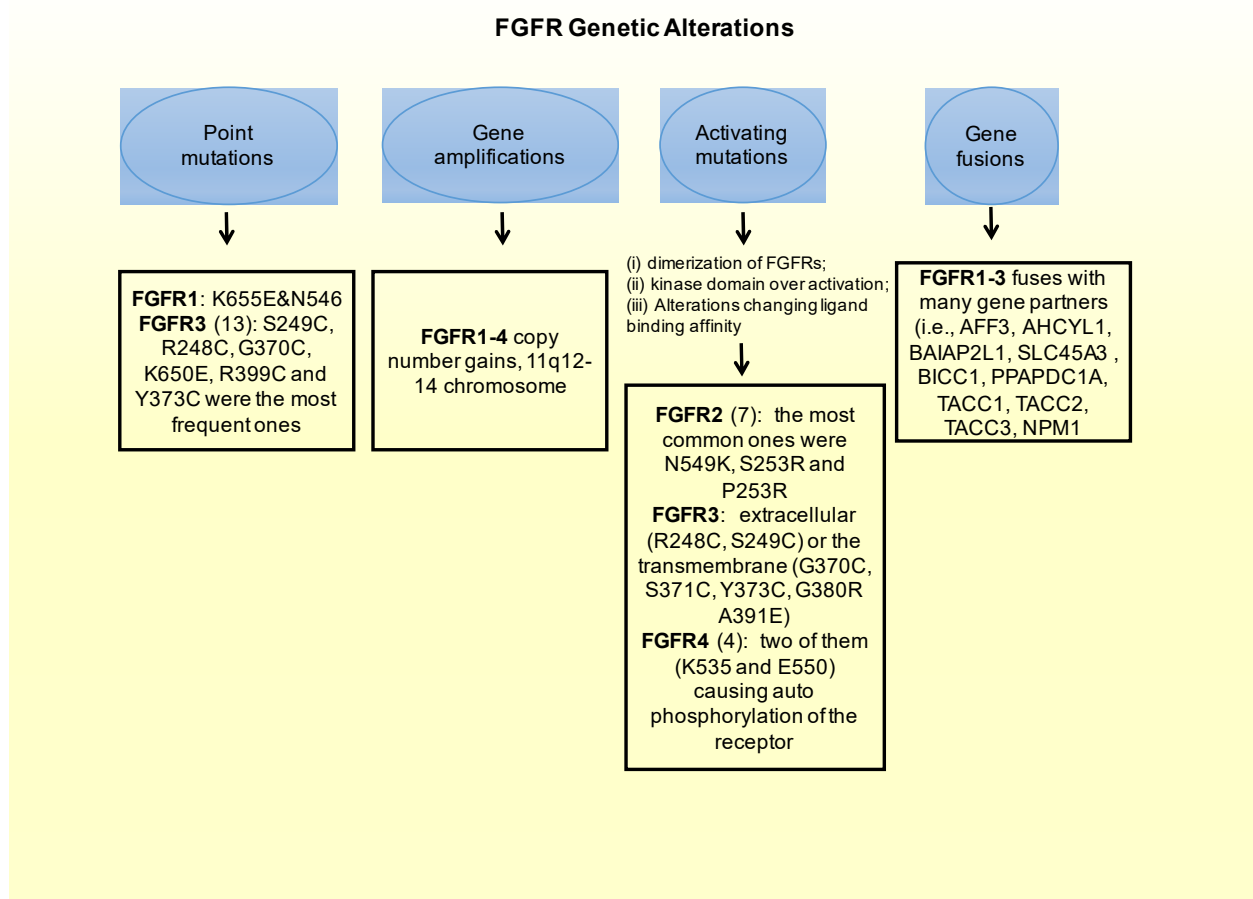 FGFR Genetic Alterations
Point
mutations
Gene
amplifications
Activating
mutations
Gene
fusions
FGFR1: K655E&N546
FGFR3 (13): S249C,
R248C, G370C,
K650E, R399C and
Y373C were the most
frequent ones
FGFR1-4 copy
number gains, 11q12-
14 chromosome
(i) dimerization of FGFRs;
(ii) kinase domain over activation;
(iii) Alterations changing ligand
binding affinity
FGFR2 (7): the most
common ones were
N549K, S253R and
P253R
FGFR3: extracellular
(R248C, S249C) or the
transmembrane (G370C,
S371C, Y373C, G380R
A391E)
FGFR4 (4): two of them
(K535 and E550)
causing auto
phosphorylation of the
receptor
FGFR1-3 fuses with
many gene partners
(i.e., AFF3, AHCYL1,
BAIAP2L1, SLC45A3 ,
BICC1, PPAPDC1A,
TACC1, TACC2,
TACC3, NPM1